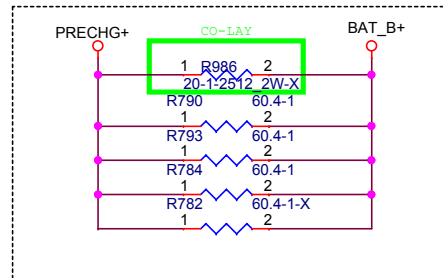 CO-LAY
PRECHG+ BAT_B+
1 R986 2
20-1-2512_2W-X
R790 60.4-1
1 2
R793 60.4-1
1 2
R784 60.4-1
1 2
R782 60.4-1-X
1 2